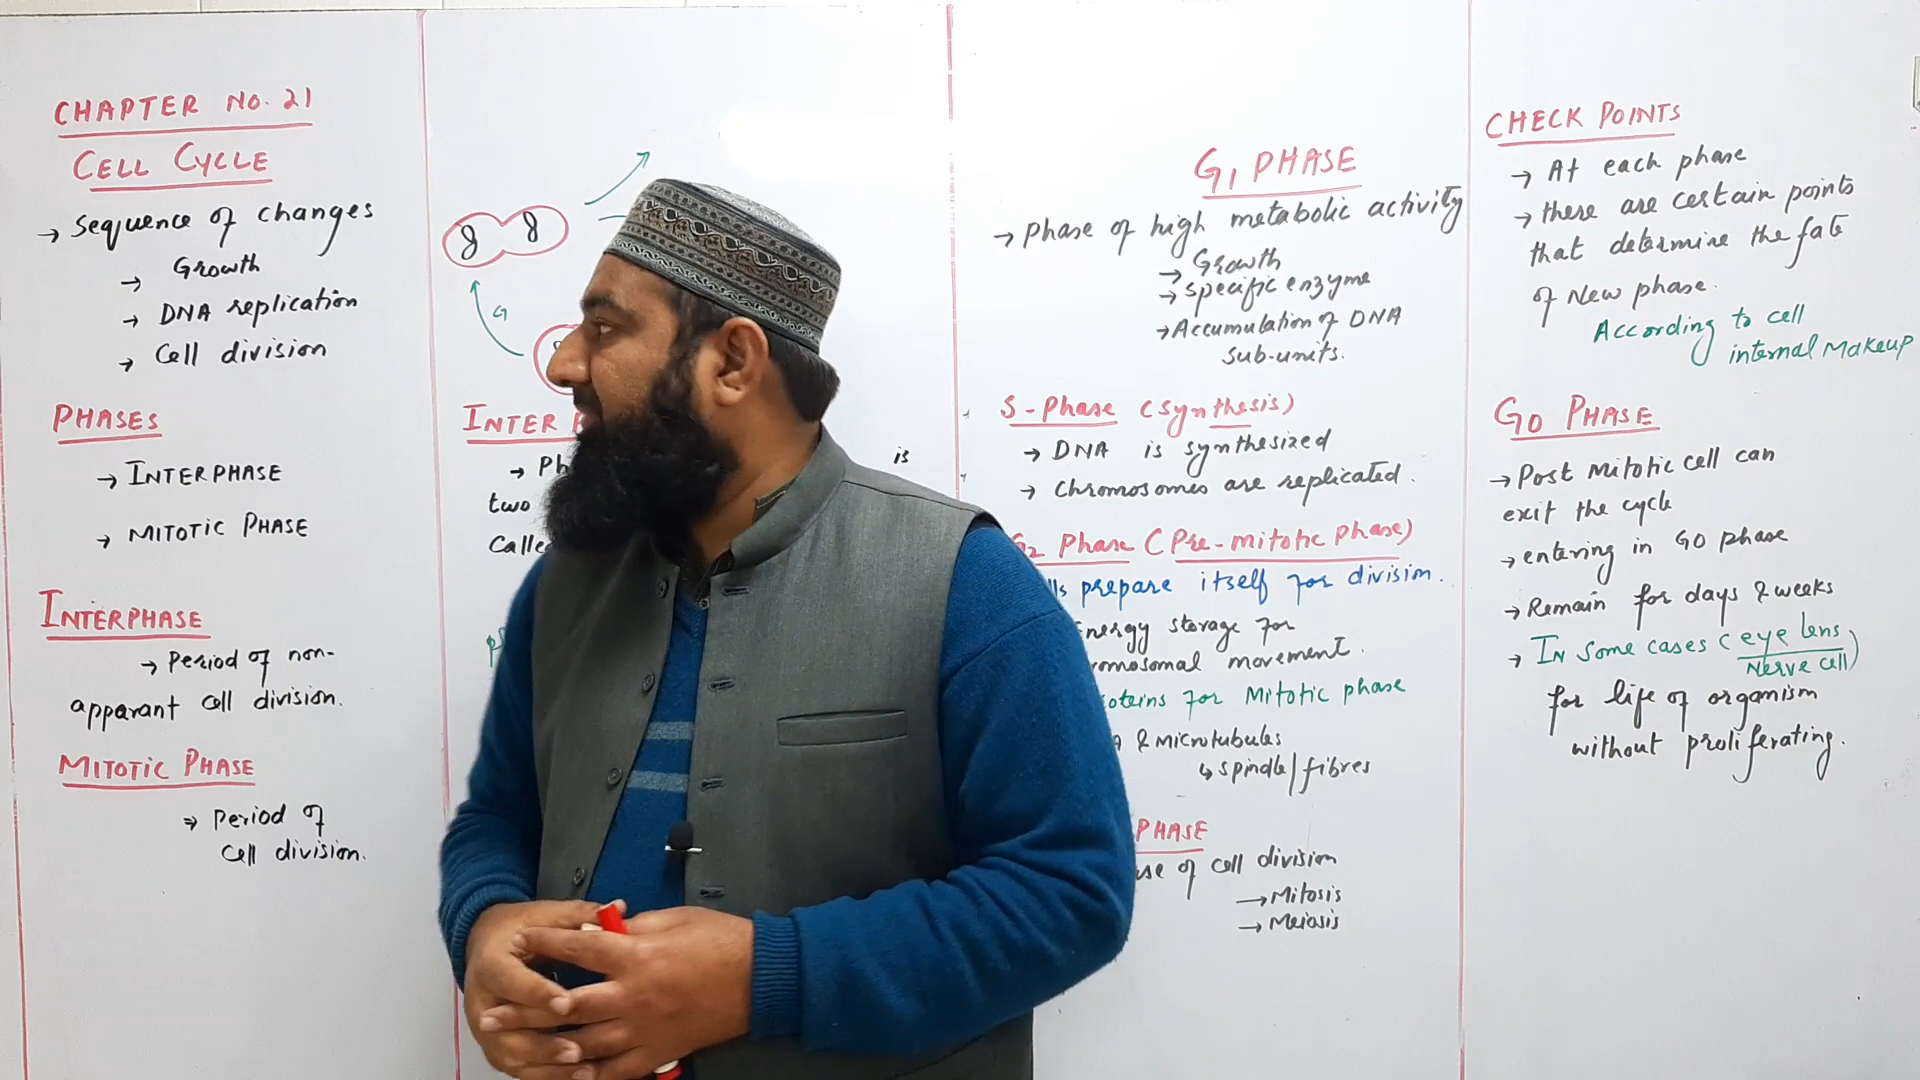 CHAPTER No. 21
CELL CYCLE
→ Sequence of changes
→ Growth
→ DNA replication
→ Cell division
PHASES
→ INTERPHASE
→ MITOTIC PHASE
INTERPHASE
→ Period of non-
apparant cell division.
MITOTIC PHASE
⇒ Period of
cell division.
G
INTER
is
two
G1 PHASE
→ Phase of high metabolic activity
→ Growth
→ specific enzyme
→ Accumulation of DNA
sub-units.
S-Phase (synthesis)
→ DNA is synthesized
→ Chromosomes are replicated.
Phase (Pre-mitotic phase)
prepare itself for division.
energy storage for
movement.
for Mitotic phase
& microtubules
↳ spindle/fibres
PHASE
of cell division
→ Mitosis
→ Meiosis
CHECK POINTS
→ At each phase
→ there are certain points
that determine the fate
of New phase.
According to cell
internal Makeup
G0 PHASE
→ Post mitotic cell can
exit the cycle
→ entering in G0 phase
→ Remain for days & weeks
→ In some cases (eye lens
Nerve cell)
for life of organism
without proliferating.